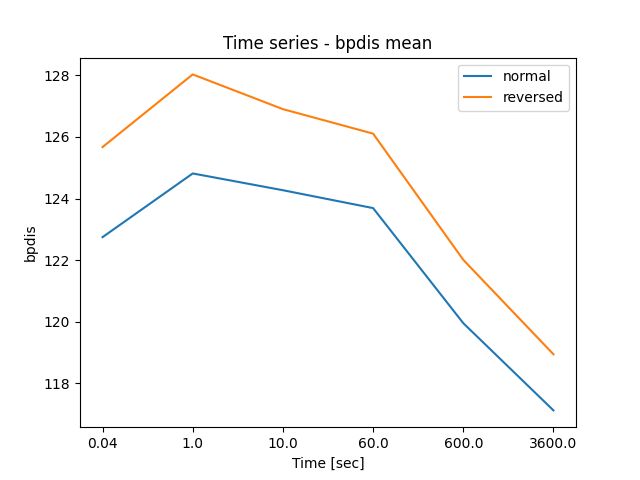 Time series - bpdis mean
normal
reversed
128
126
124
122
120
118
bpdis
0.04 1.0 10.0 60.0 600.0 3600.0
Time [sec]